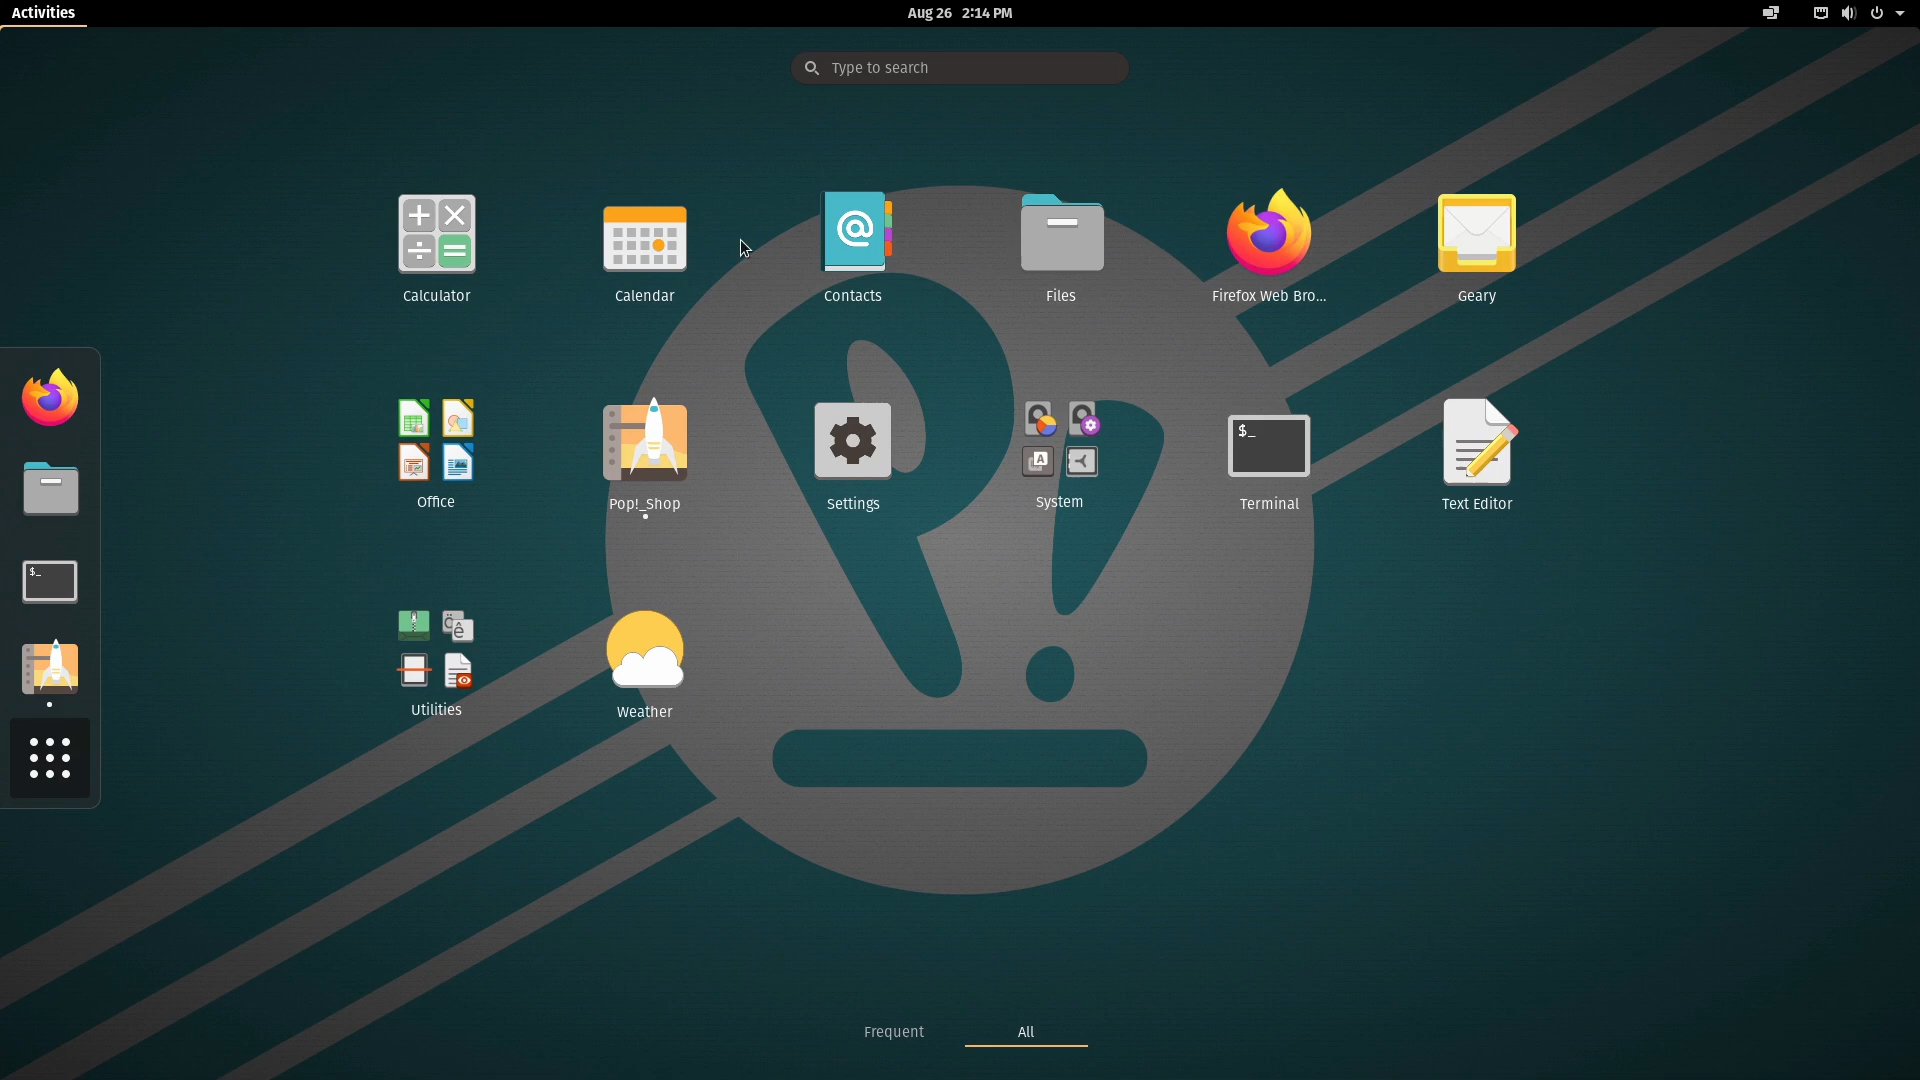 Activities
Aug 26 2:14 PM
Type to search
Calculator
Calendar
Contacts
Files
Firefox Web Bro...
Geary
Office
Pop!_Shop
Settings
System
$_
Terminal
Text Editor
$_
Utilities
Weather
Frequent
All